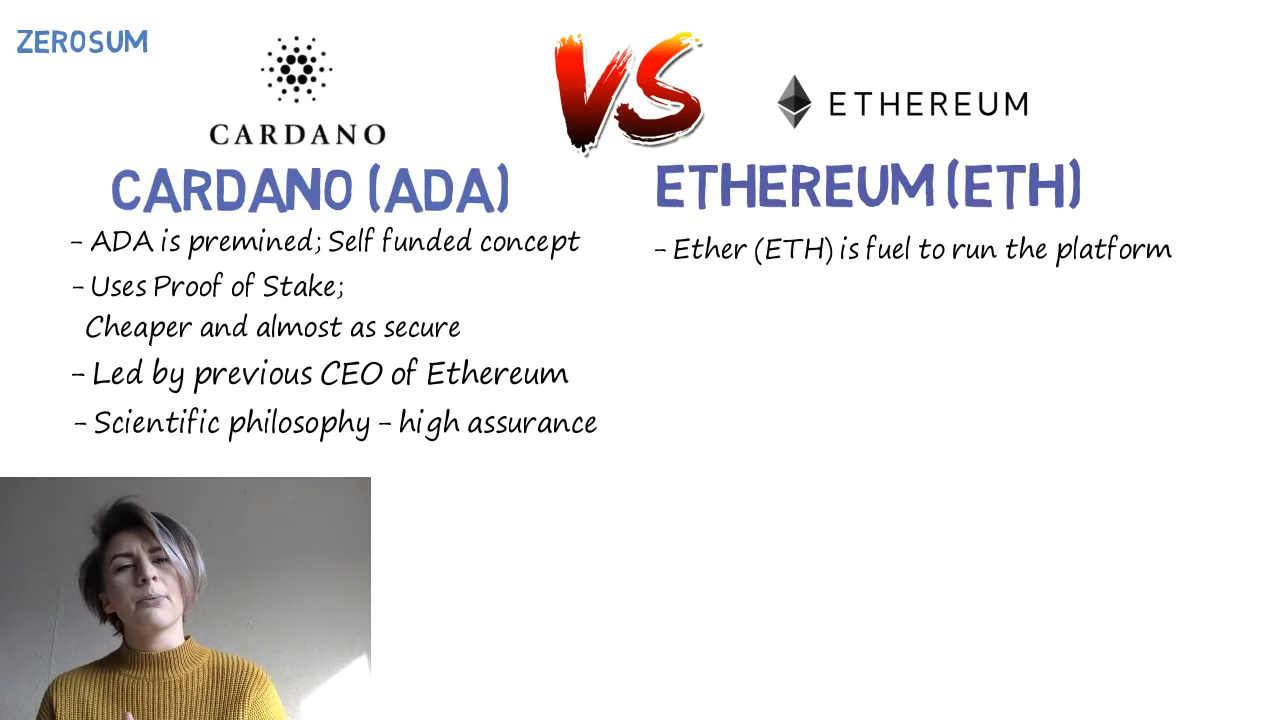 ZEROSUM
CARDANO
VS
ETHEREUM
CARDANO (ADA)
- ADA is premined; Self funded concept
- Uses Proof of Stake;
Cheaper and almost as secure
- Led by previous CEO of Ethereum
- Scientific philosophy - high assurance
ETHEREUM (ETH)
- Ether (ETH) is fuel to run the platform